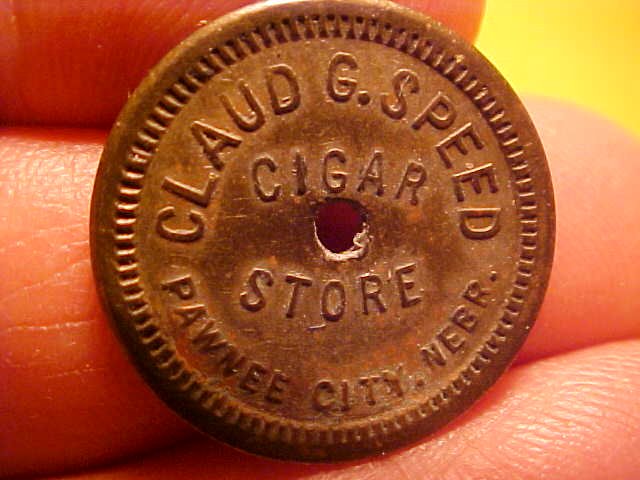 CLAUD G. SPEED
CIGAR
STORE
PAWNEE CITY. NEBR.